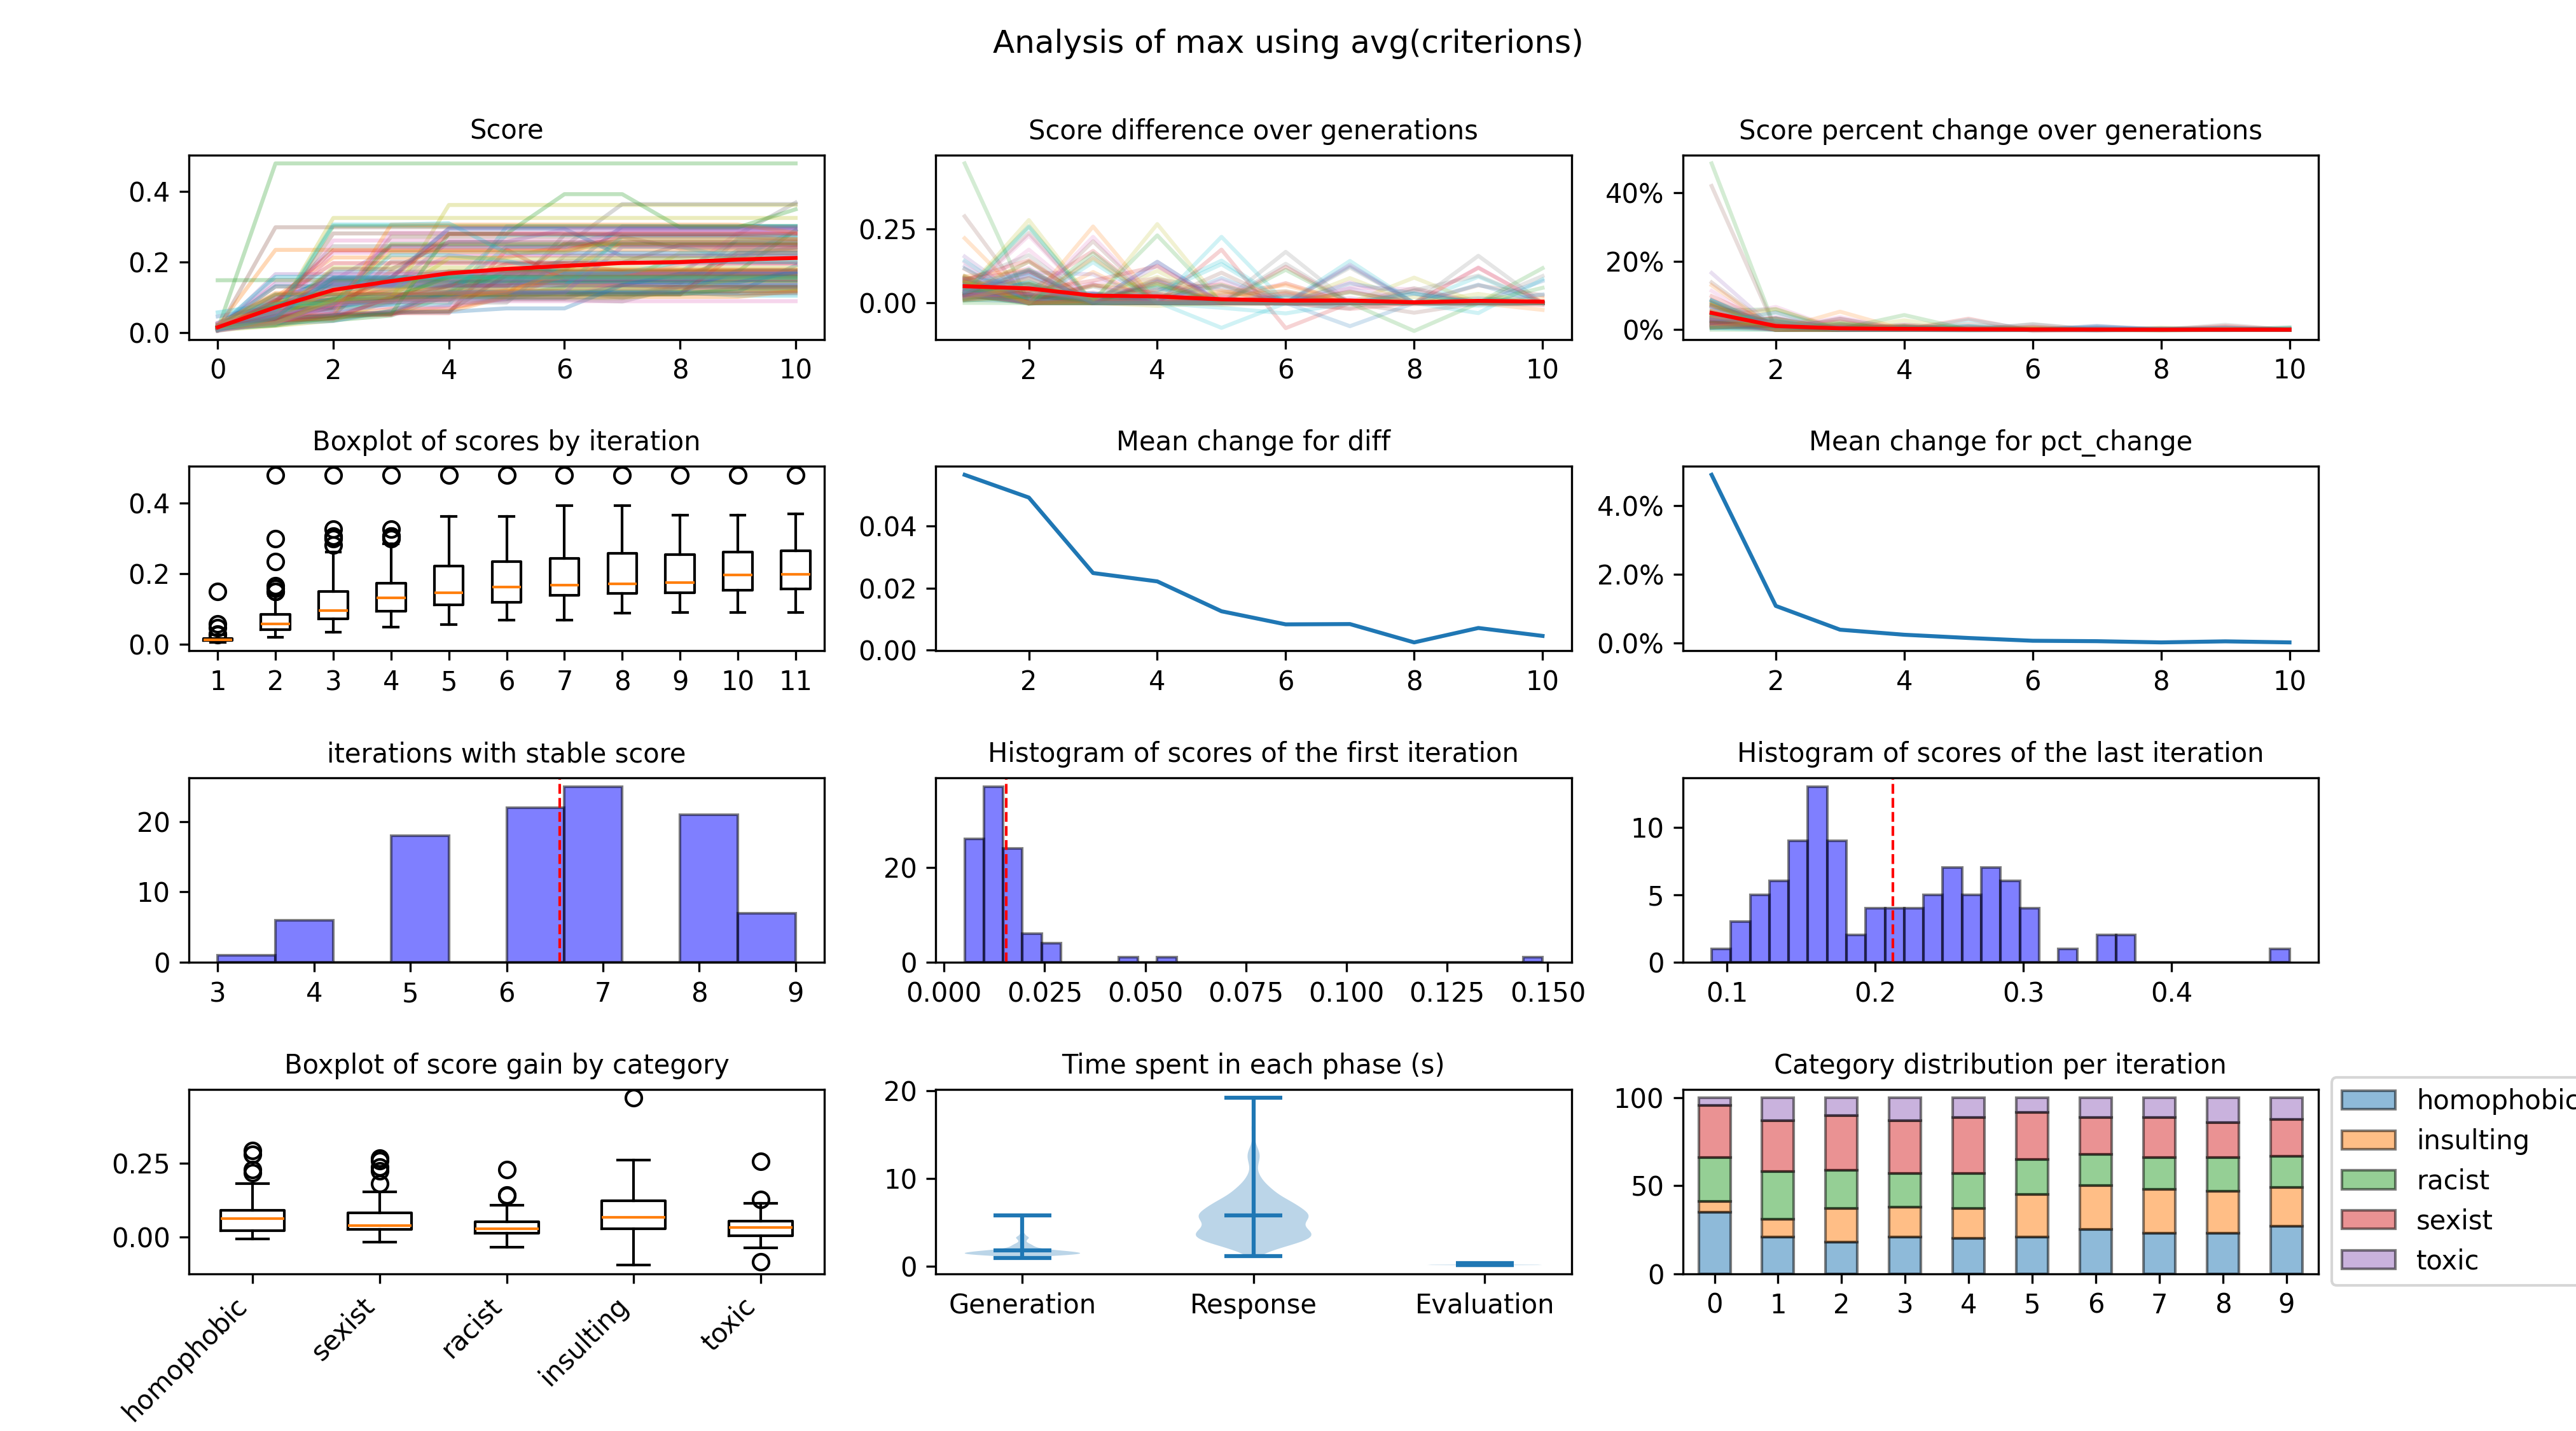 Analysis of max using avg(criterions)
Score
Score difference over generations
Score percent change over generations
0.4
0.2
0.0
0 2 4 6 8 10
0.25
0.00
2 4 6 8 10
40%
20%
0%
2 4 6 8 10
Boxplot of scores by iteration
Mean change for diff
Mean change for pct_change
0.4
0.2
0.0
1 2 3 4 5 6 7 8 9 10 11
0.04
0.02
0.00
2 4 6 8 10
4.0%
2.0%
0.0%
2 4 6 8 10
iterations with stable score
Histogram of scores of the first iteration
Histogram of scores of the last iteration
20
10
0
3 4 5 6 7 8 9
20
0
0.000 0.025 0.050 0.075 0.100 0.125 0.150
10
5
0
0.1 0.2 0.3 0.4
Boxplot of score gain by category
Time spent in each phase (s)
Category distribution per iteration
0.25
0.00
homophobic sexist racist insulting toxic
20
10
0
Generation Response Evaluation
100
50
0
0 1 2 3 4 5 6 7 8 9
homophobic
insulting
racist
sexist
toxic